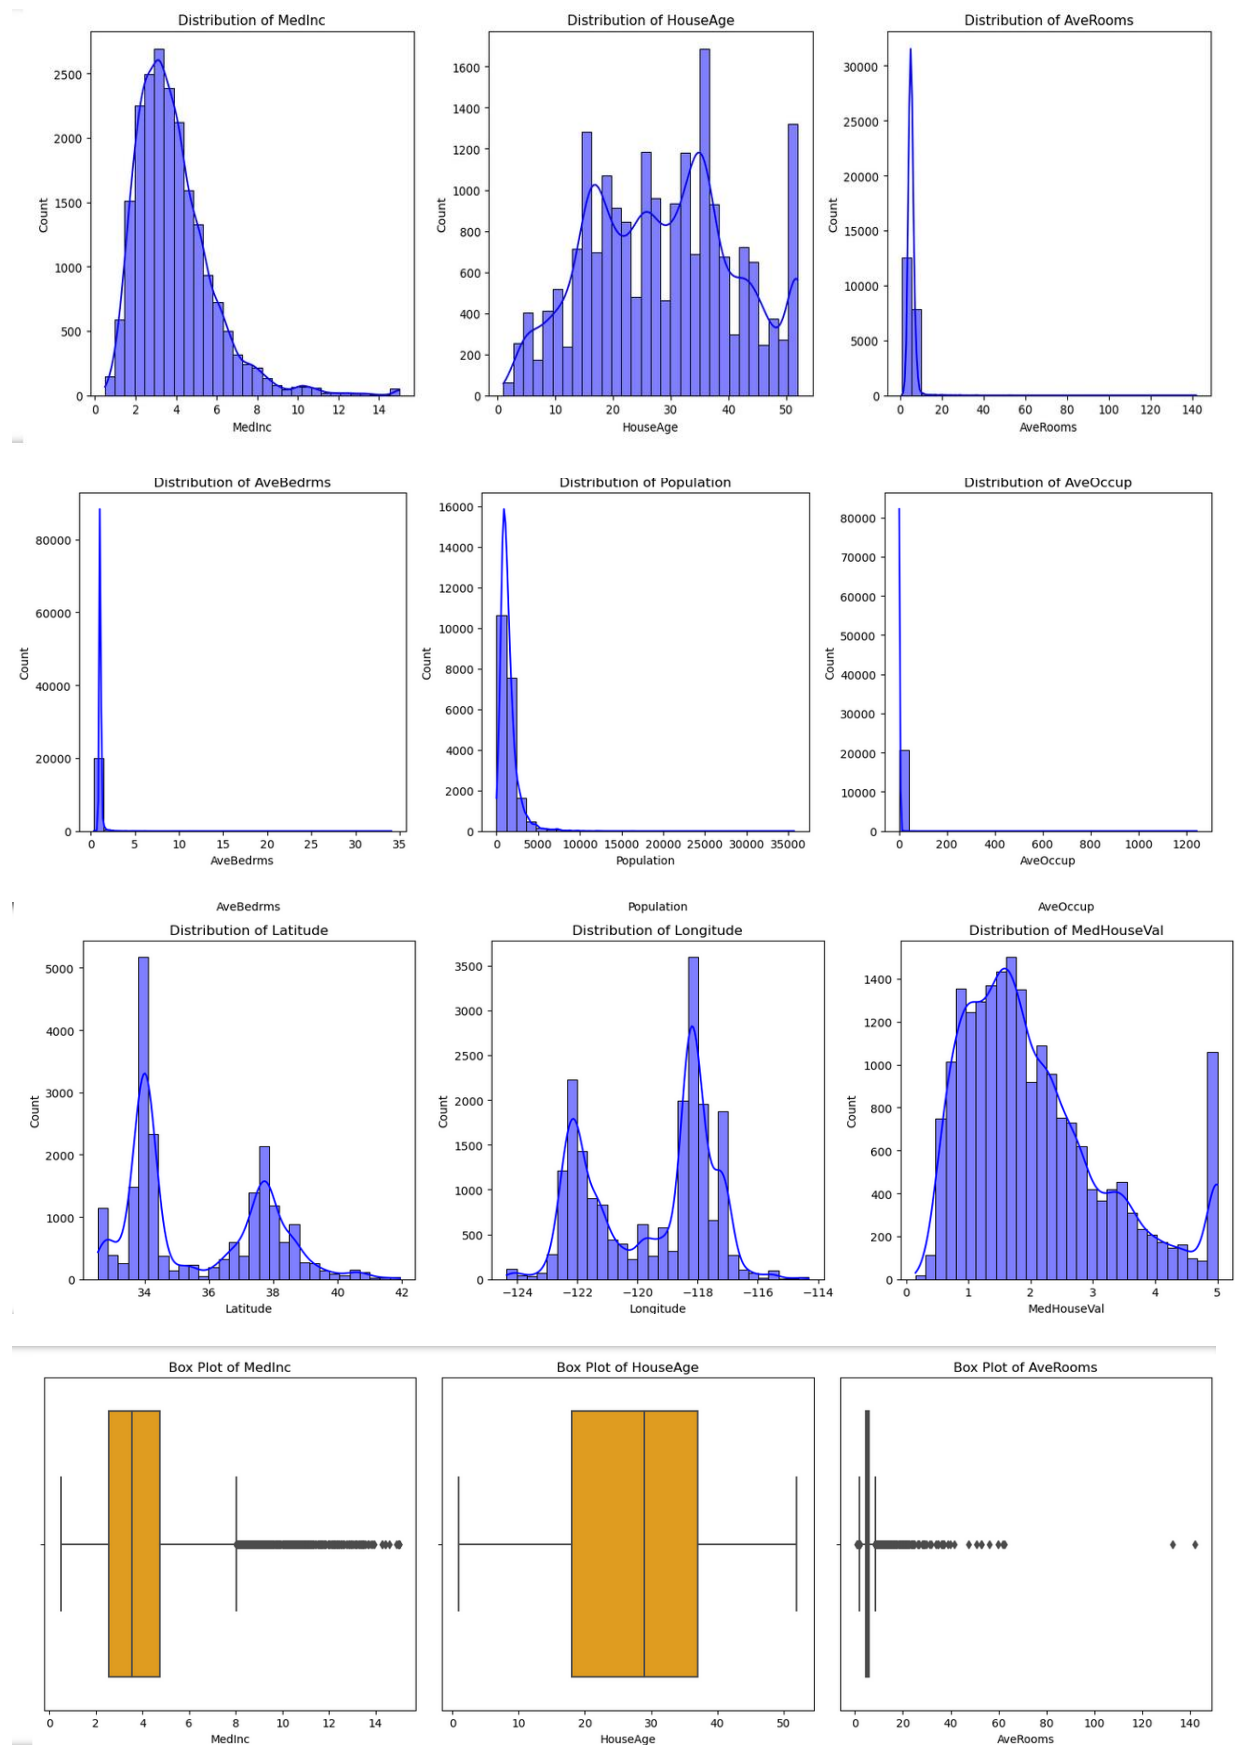 Distribution of MedInc
Distribution of HouseAge
Distribution of AveRooms
2500
2000
1500
1000
500
0
Count
0 2 4 6 8 10 12 14
MedInc
1600
1400
1200
1000
800
600
400
200
0
Count
0 10 20 30 40 50
HouseAge
30000
25000
20000
15000
10000
5000
0
Count
0 20 40 60 80 100 120 140
AveRooms
Distribution of AveBedrms
Distribution of Population
Distribution of AveOccup
80000
60000
40000
20000
0
Count
0 5 10 15 20 25 30 35
AveBedrms
16000
14000
12000
10000
8000
6000
4000
2000
0
Count
0 5000 10000 15000 20000 25000 30000 35000
Population
80000
70000
60000
50000
40000
30000
20000
10000
0
Count
0 200 400 600 800 1000 1200
AveOccup
AveBedrms
Population
AveOccup
Distribution of Latitude
Distribution of Longitude
Distribution of MedHouseVal
5000
4000
3000
2000
1000
0
Count
34 36 38 40 42
Latitude
3500
3000
2500
2000
1500
1000
500
0
Count
−124 −122 −120 −118 −116 −114
Longitude
1400
1200
1000
800
600
400
200
0
Count
0 1 2 3 4 5
MedHouseVal
Box Plot of MedInc
Box Plot of HouseAge
Box Plot of AveRooms
0 2 4 6 8 10 12 14
MedInc
0 10 20 30 40 50
HouseAge
0 20 40 60 80 100 120 140
AveRooms